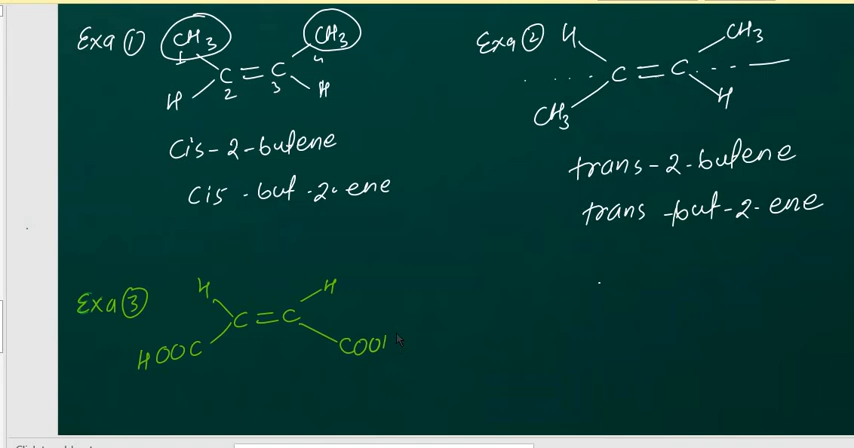 Exa ① CH3 CH3
1 4
C = C
H 2 3 H
cis-2-butene
cis-but-2-ene
Exa ② H CH3
C = C
CH3 H
trans-2-butene
trans-but-2-ene
Exa ③ H H
C = C
HOOC COOI